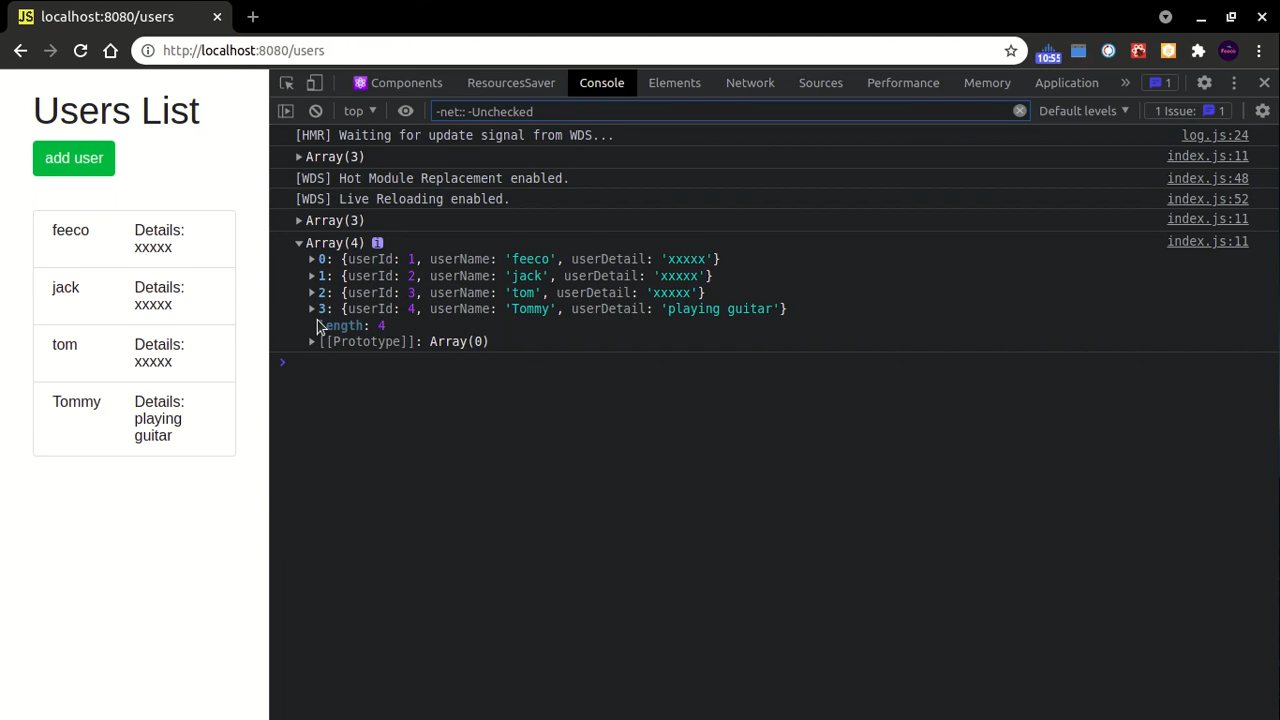 JS localhost:8080/users
http://localhost:8080/users
10:55
Users List
add user
feeco Details: xxxxx
jack Details: xxxxx
tom Details: xxxxx
Tommy Details: playing guitar
Components ResourcesSaver Console Elements Network Sources Performance Memory Application » 1
top -net:: -Unchecked Default levels 1 Issue: 1
[HMR] Waiting for update signal from WDS... log.js:24
Array(3) index.js:11
[WDS] Hot Module Replacement enabled. index.js:48
[WDS] Live Reloading enabled. index.js:52
Array(3) index.js:11
Array(4) i index.js:11
0: {userId: 1, userName: 'feeco', userDetail: 'xxxxx'}
1: {userId: 2, userName: 'jack', userDetail: 'xxxxx'}
2: {userId: 3, userName: 'tom', userDetail: 'xxxxx'}
3: {userId: 4, userName: 'Tommy', userDetail: 'playing guitar'}
length: 4
[[Prototype]]: Array(0)